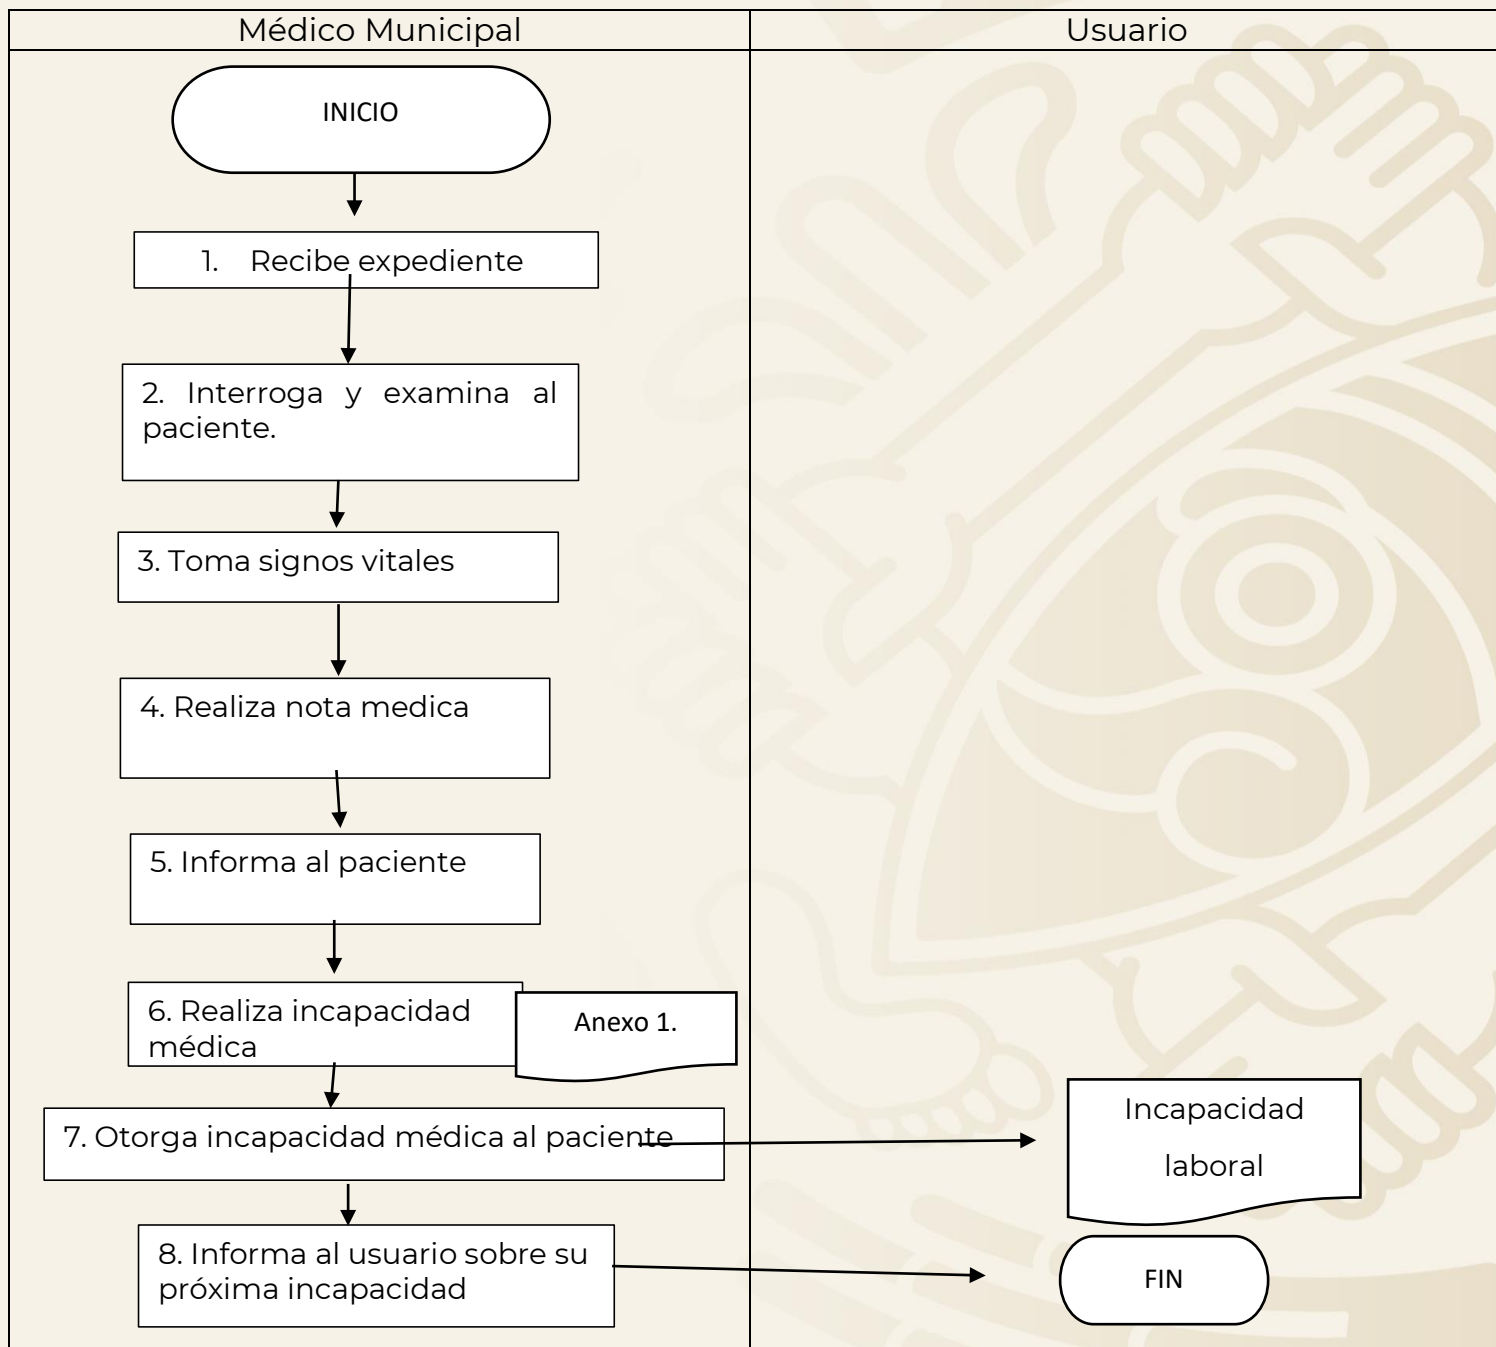 Médico Municipal
Usuario
INICIO
1. Recibe expediente
2. Interroga y examina al
paciente.
3. Toma signos vitales
4. Realiza nota medica
5. Informa al paciente
6. Realiza incapacidad
médica
Anexo 1.
7. Otorga incapacidad médica al paciente
Incapacidad
laboral
8. Informa al usuario sobre su
próxima incapacidad
FIN